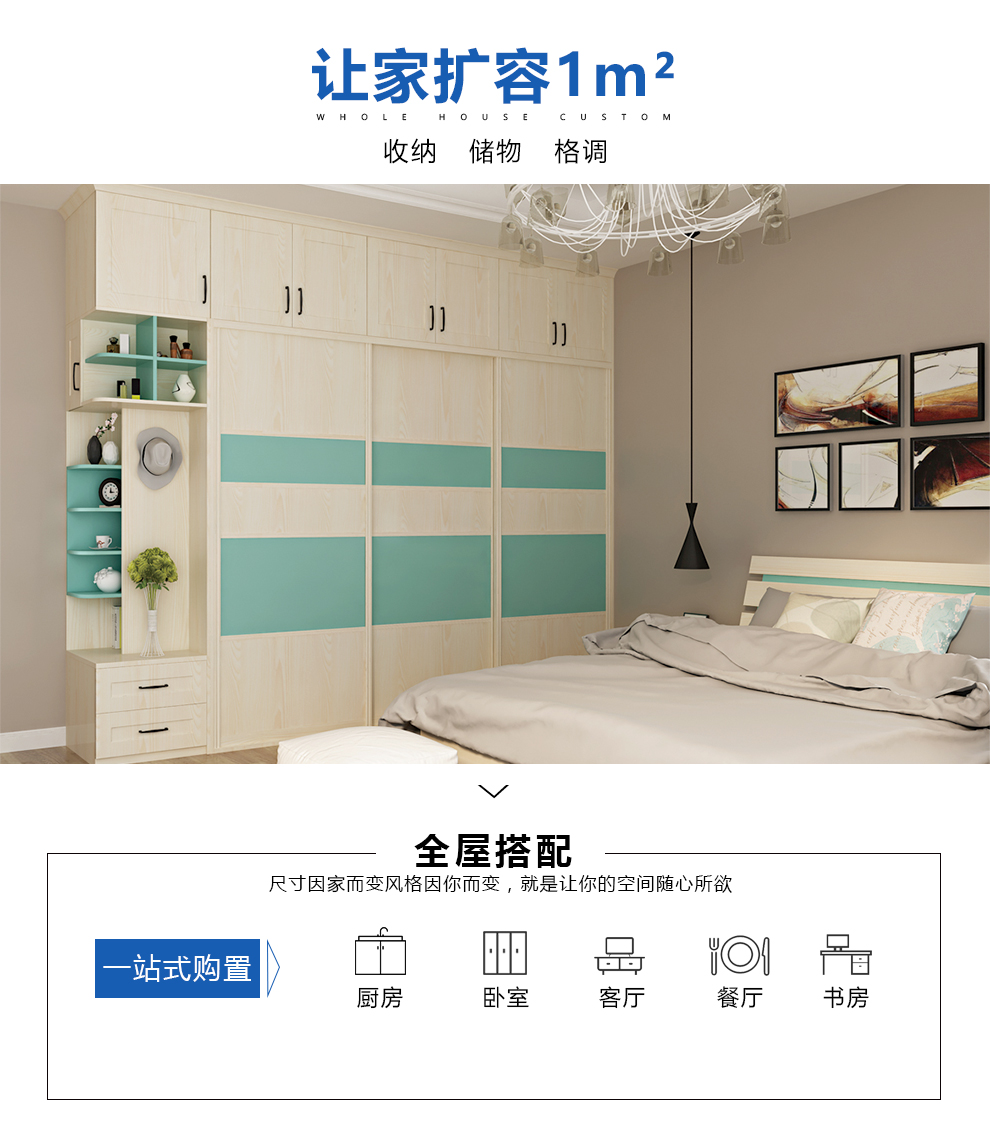 让家扩容1m²
WHOLE HOUSE CUSTOM
收纳 储物 格调
全屋搭配
尺寸因家而变风格因你而变，就是让你的空间随心所欲
一站式购置
厨房 卧室 客厅 餐厅 书房